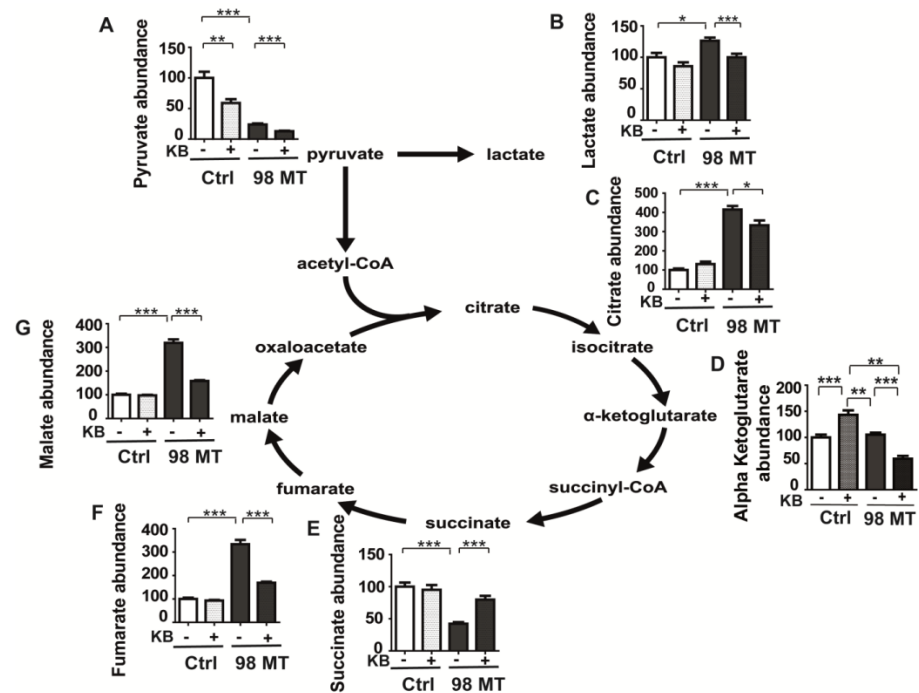 A
Pyruvate abundance
***
** ***
150
100
50
0
KB - + - +
Ctrl 98 MT
B
Lactate abundance
* ***
150
100
50
0
KB - + - +
Ctrl 98 MT
pyruvate
lactate
C
Citrate abundance
*** *
500
400
300
200
100
0
KB - + - +
Ctrl 98 MT
acetyl-CoA
citrate
isocitrate
oxaloacetate
G
Malate abundance
*** ***
400
300
200
100
0
KB - + - +
Ctrl 98 MT
D
Alpha Ketoglutarate
abundance
**
*** ** ***
200
150
100
50
0
KB - + - +
Ctrl 98 MT
malate
α-ketoglutarate
fumarate
succinyl-CoA
succinate
F
Fumarate abundance
*** ***
400
300
200
100
0
KB - + - +
Ctrl 98 MT
E
Succinate abundance
*** ***
150
100
50
0
KB - + - +
Ctrl 98 MT